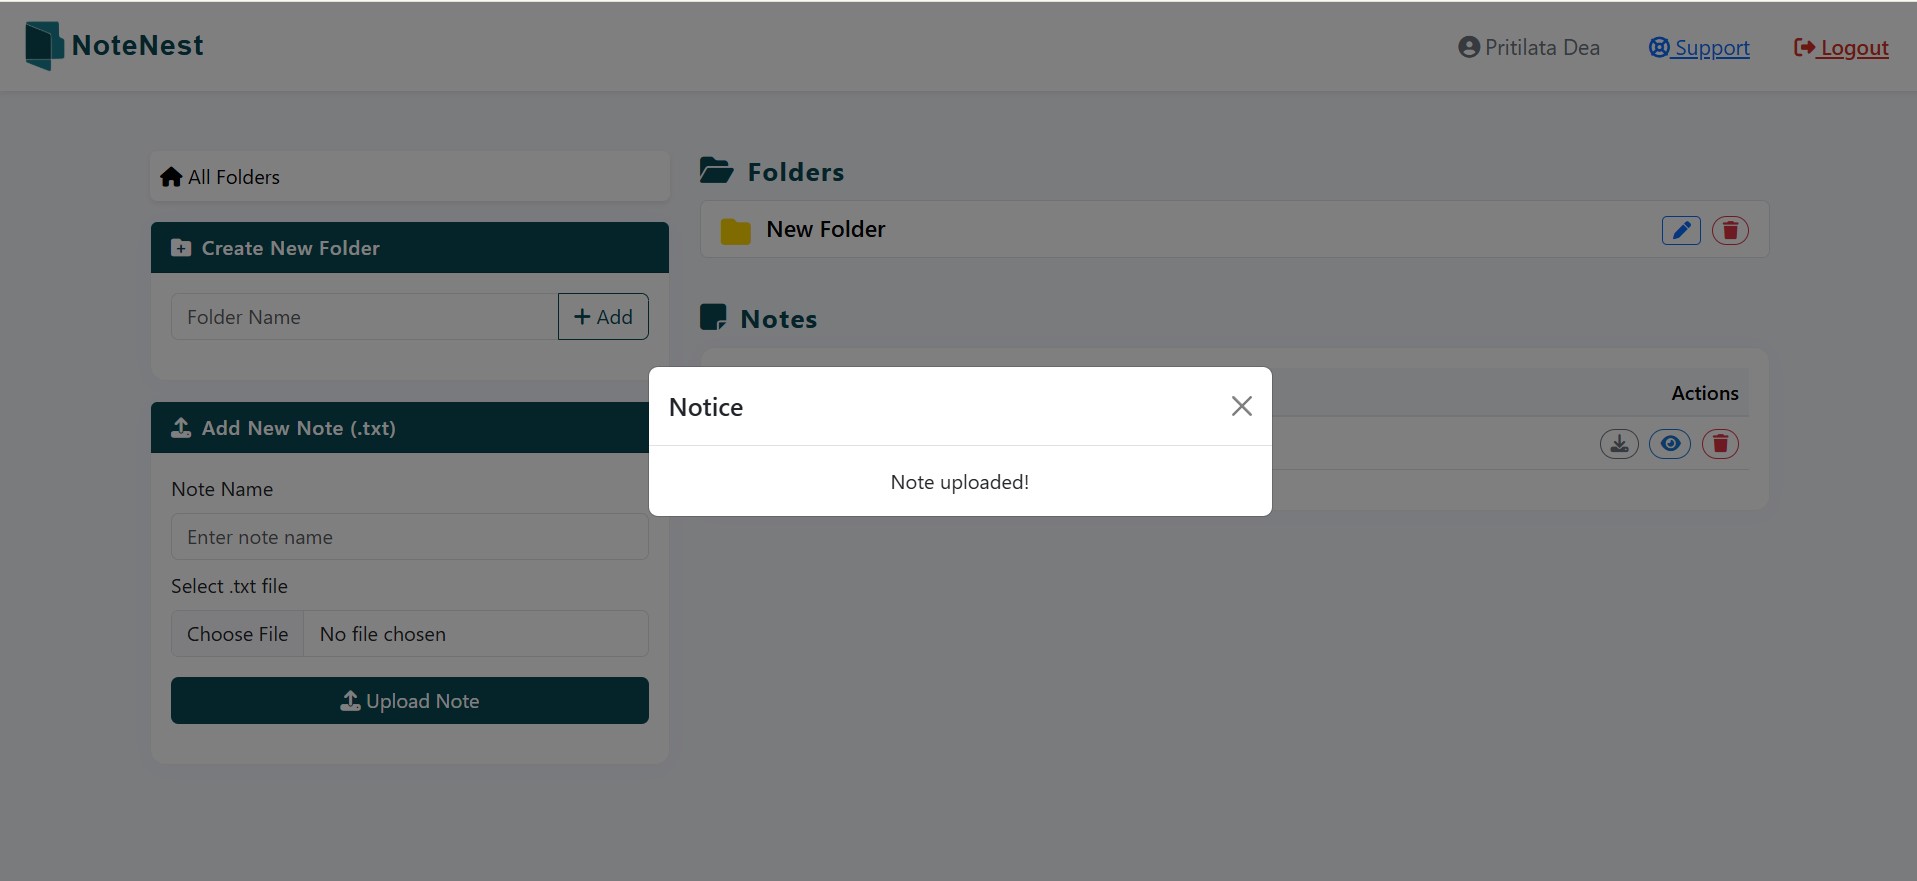 NoteNest
Pritilata Dea
Support
Logout
All Folders
Create New Folder
Folder Name
Add
Add New Note (.txt)
Note Name
Enter note name
Select .txt file
Choose File
No file chosen
Upload Note
Folders
New Folder
Notes
Actions
Notice
Note uploaded!